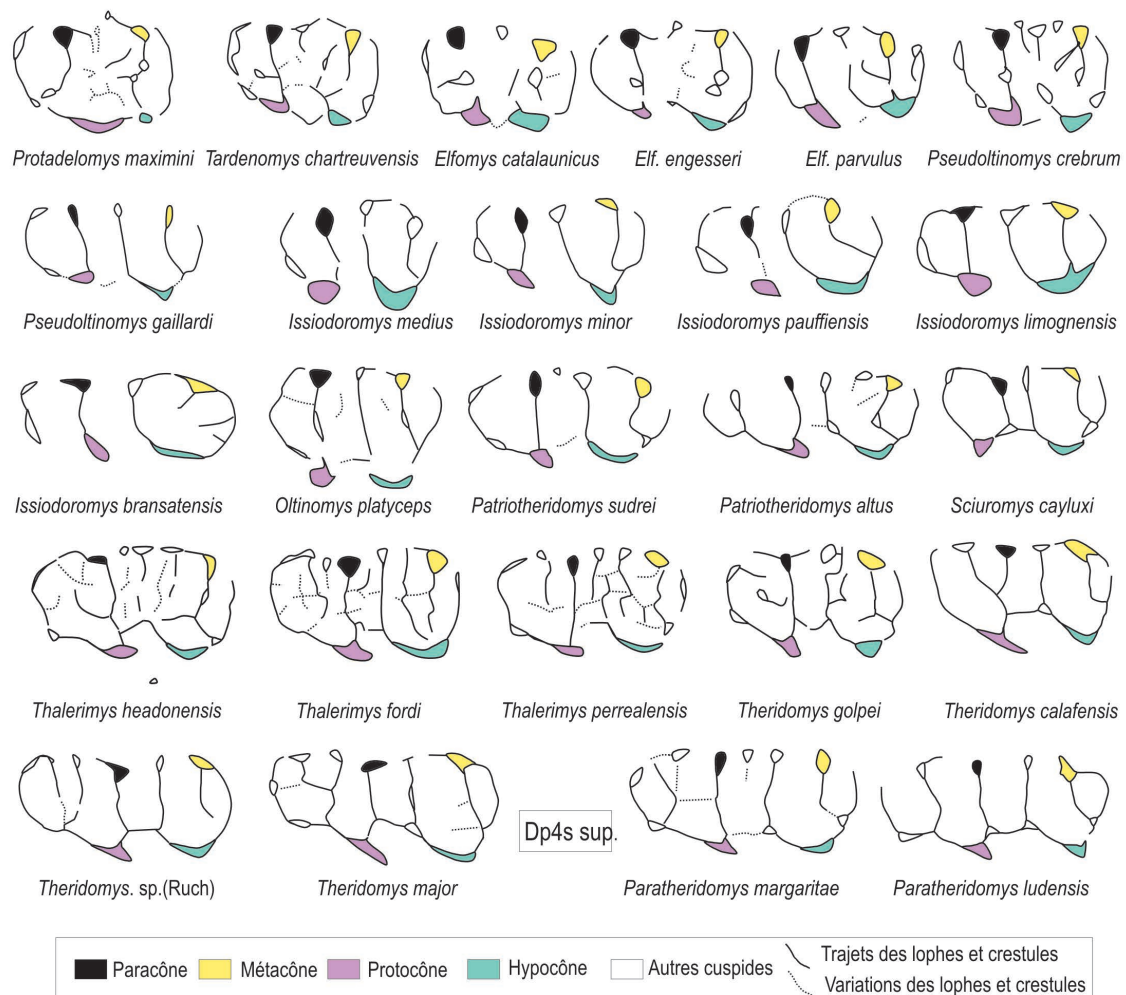 Protadelomys maximini Tardenomys chartreuvensis Elfomys catalaunicus Elf. engesseri Elf. parvulus Pseudoltinomys crebrum
Pseudoltinomys gaillardi Issiodoromys medius Issiodoromys minor Issiodoromys pauffiensis Issiodoromys limognensis
Issiodoromys bransatensis Oltinomys platyceps Patriotheridomys sudrei Patriotheridomys altus Sciuromys cayluxi
Thalerimys headonensis Thalerimys fordi Thalerimys perrealensis Theridomys golpei Theridomys calafensis
Dp4s sup.
Theridomys. sp.(Ruch) Theridomys major Paratheridomys margaritae Paratheridomys ludensis
Paracône Métacône Protocône Hypocône Autres cuspides Trajets des lophes et crestules
Variations des lophes et crestules